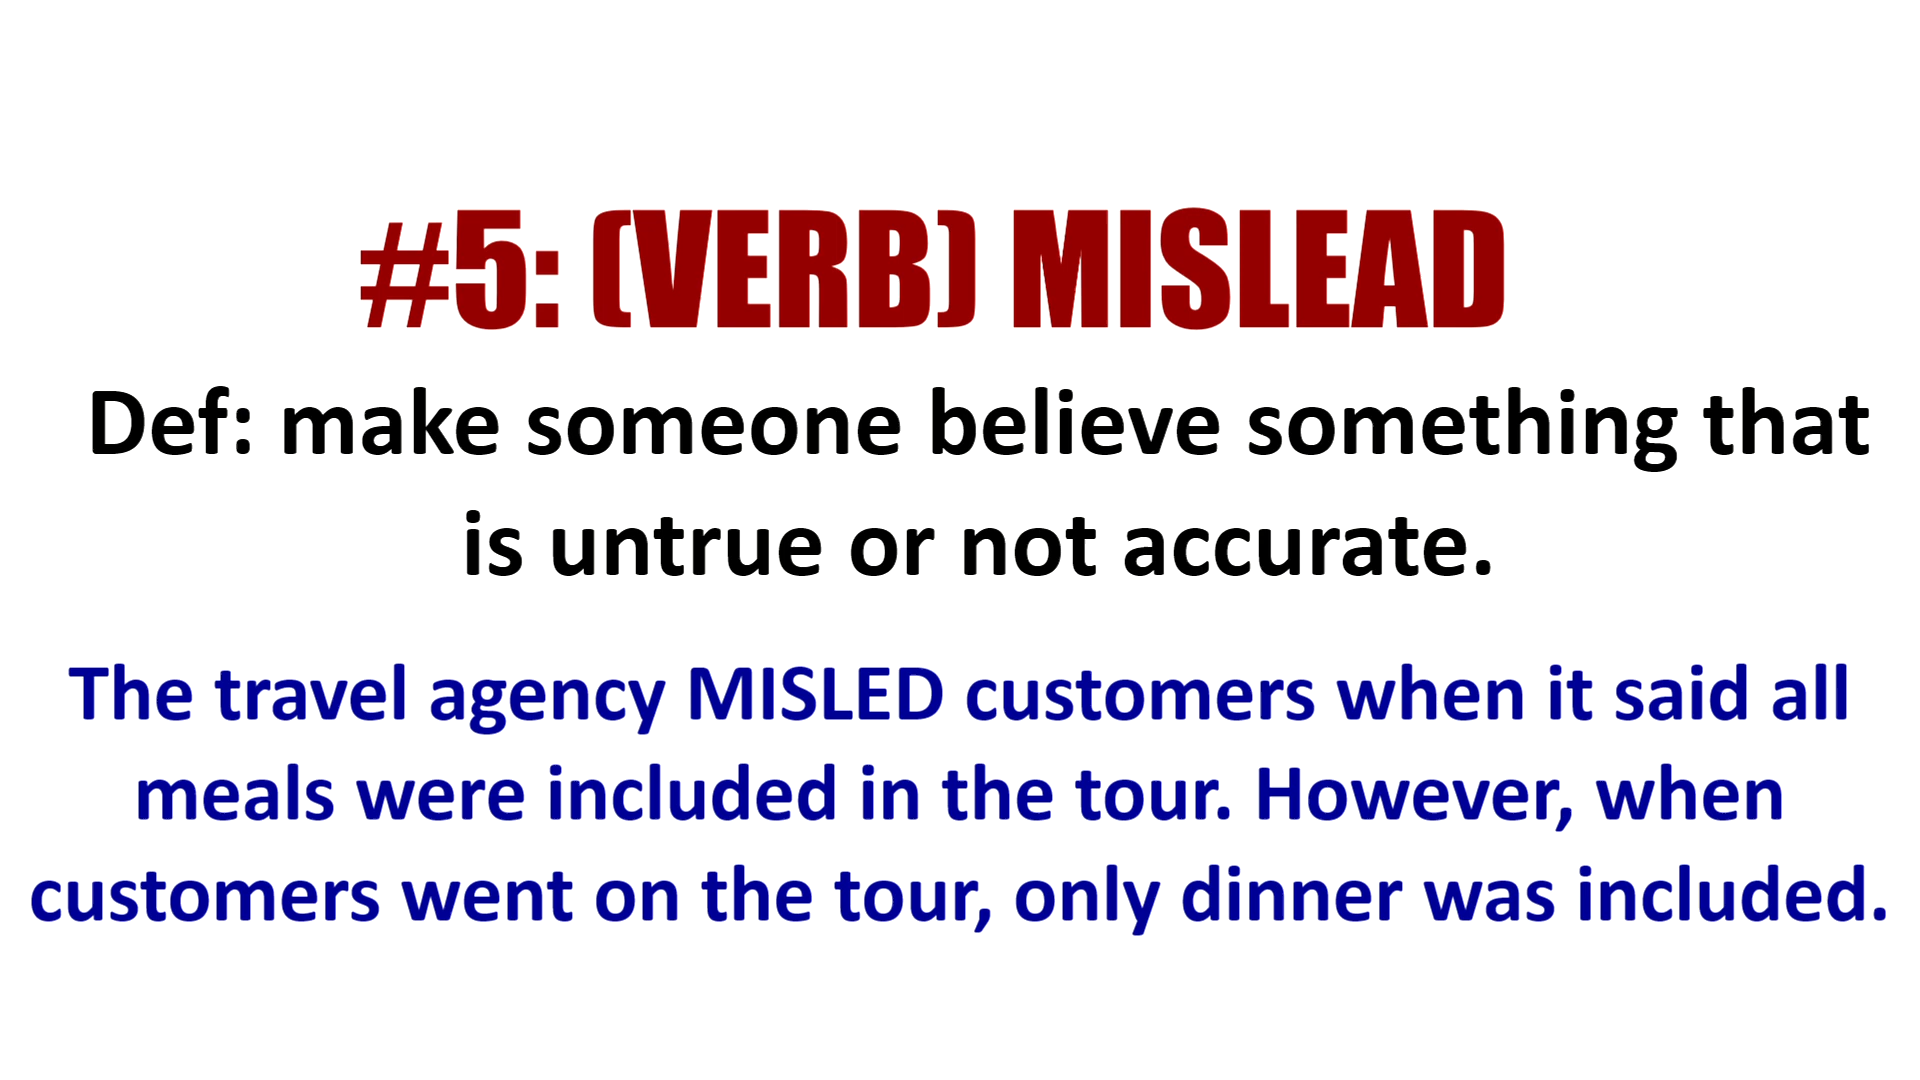 #5: (VERB) MISLEAD
Def: make someone believe something that
is untrue or not accurate.
The travel agency MISLED customers when it said all
meals were included in the tour. However, when
customers went on the tour, only dinner was included.